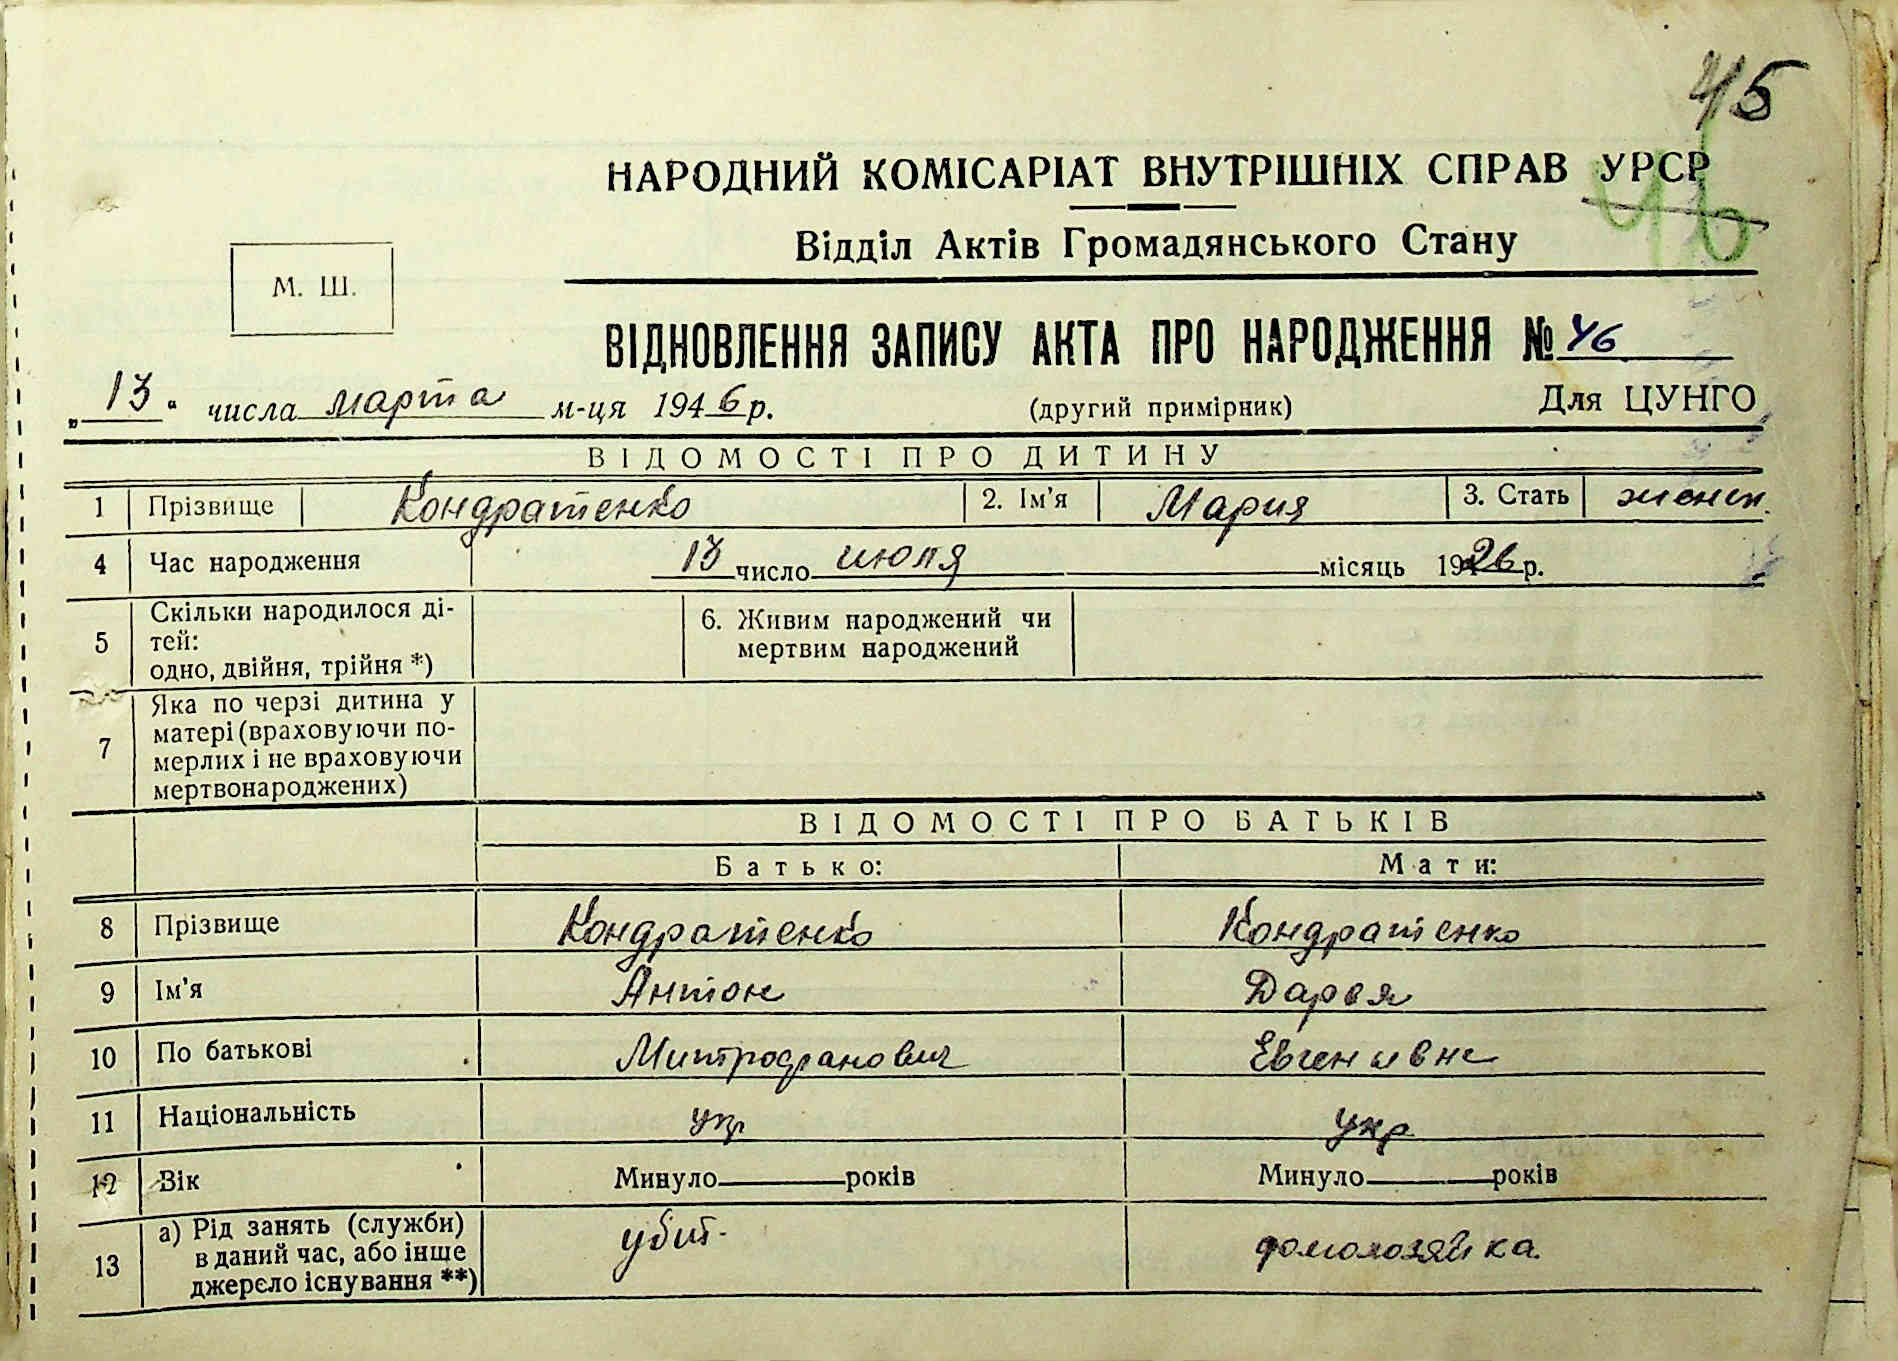 45
НАРОДНИЙ КОМІСАРІАТ ВНУТРІШНІХ СПРАВ УРСР
46
Відділ Актів Громадянського Стану
М. Ш.
ВІДНОВЛЕННЯ ЗАПИСУ АКТА ПРО НАРОДЖЕННЯ № 46
„13“ числа марта м-ця 1946 р. (другий примірник) Для ЦУНГО
ВІДОМОСТІ ПРО ДИТИНУ
1 Прізвище Кондратенко 2. Ім'я Мария 3. Стать женск.
4 Час народження 13 число июля місяць 1926 р.
5 Скільки народилося ді-
тей:
одно, двійня, трійня *)
6. Живим народжений чи
мертвим народжений
7 Яка по черзі дитина у
матері (враховуючи по-
мерлих і не враховуючи
мертвонароджених)
ВІДОМОСТІ ПРО БАТЬКІВ
Батько: Мати:
8 Прізвище Кондратенко Кондратенко
9 Ім'я Антон Дарья
10 По батькові Митрофанович Евгеньевне
11 Національність укр укр
12 Вік Минуло років Минуло років
13 а) Рід занять (служби)
в даний час, або інше
джерело існування **)
убит. домохозяйка